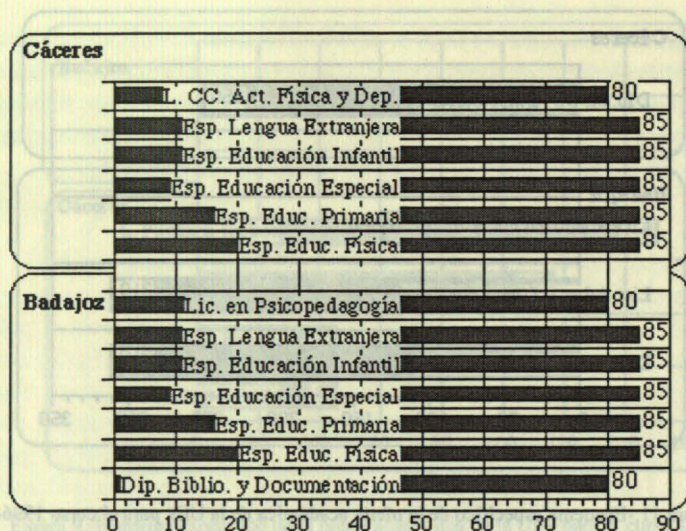 Cáceres
L. CC. Act. Física y Dep. 80
Esp. Lengua Extranjera 85
Esp. Educación Infantil 85
Esp. Educación Especial 85
Esp. Educ. Primaria 85
Esp. Educ. Física 85
Badajoz
Lic. en Psicopedagogía 80
Esp. Lengua Extranjera 85
Esp. Educación Infantil 85
Esp. Educación Especial 85
Esp. Educ. Primaria 85
Esp. Educ. Física 85
Dip. Biblio. y Documentación 80
0 10 20 30 40 50 60 70 80 90